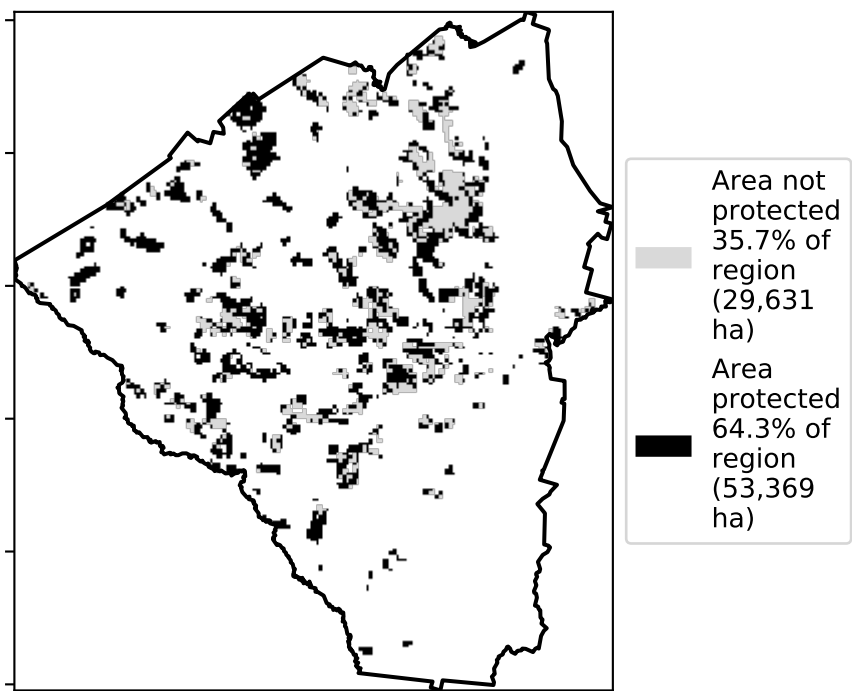 Area not
protected
35.7% of
region
(29,631
ha)
Area
protected
64.3% of
region
(53,369
ha)